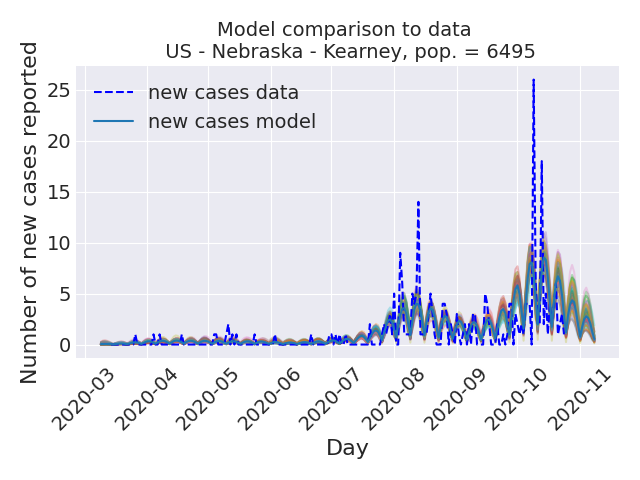 Model comparison to data
US - Nebraska - Kearney, pop. = 6495
Number of new cases reported
25
20
15
10
5
0
new cases data
new cases model
2020-03
2020-04
2020-05
2020-06
2020-07
2020-08
2020-09
2020-10
2020-11
Day